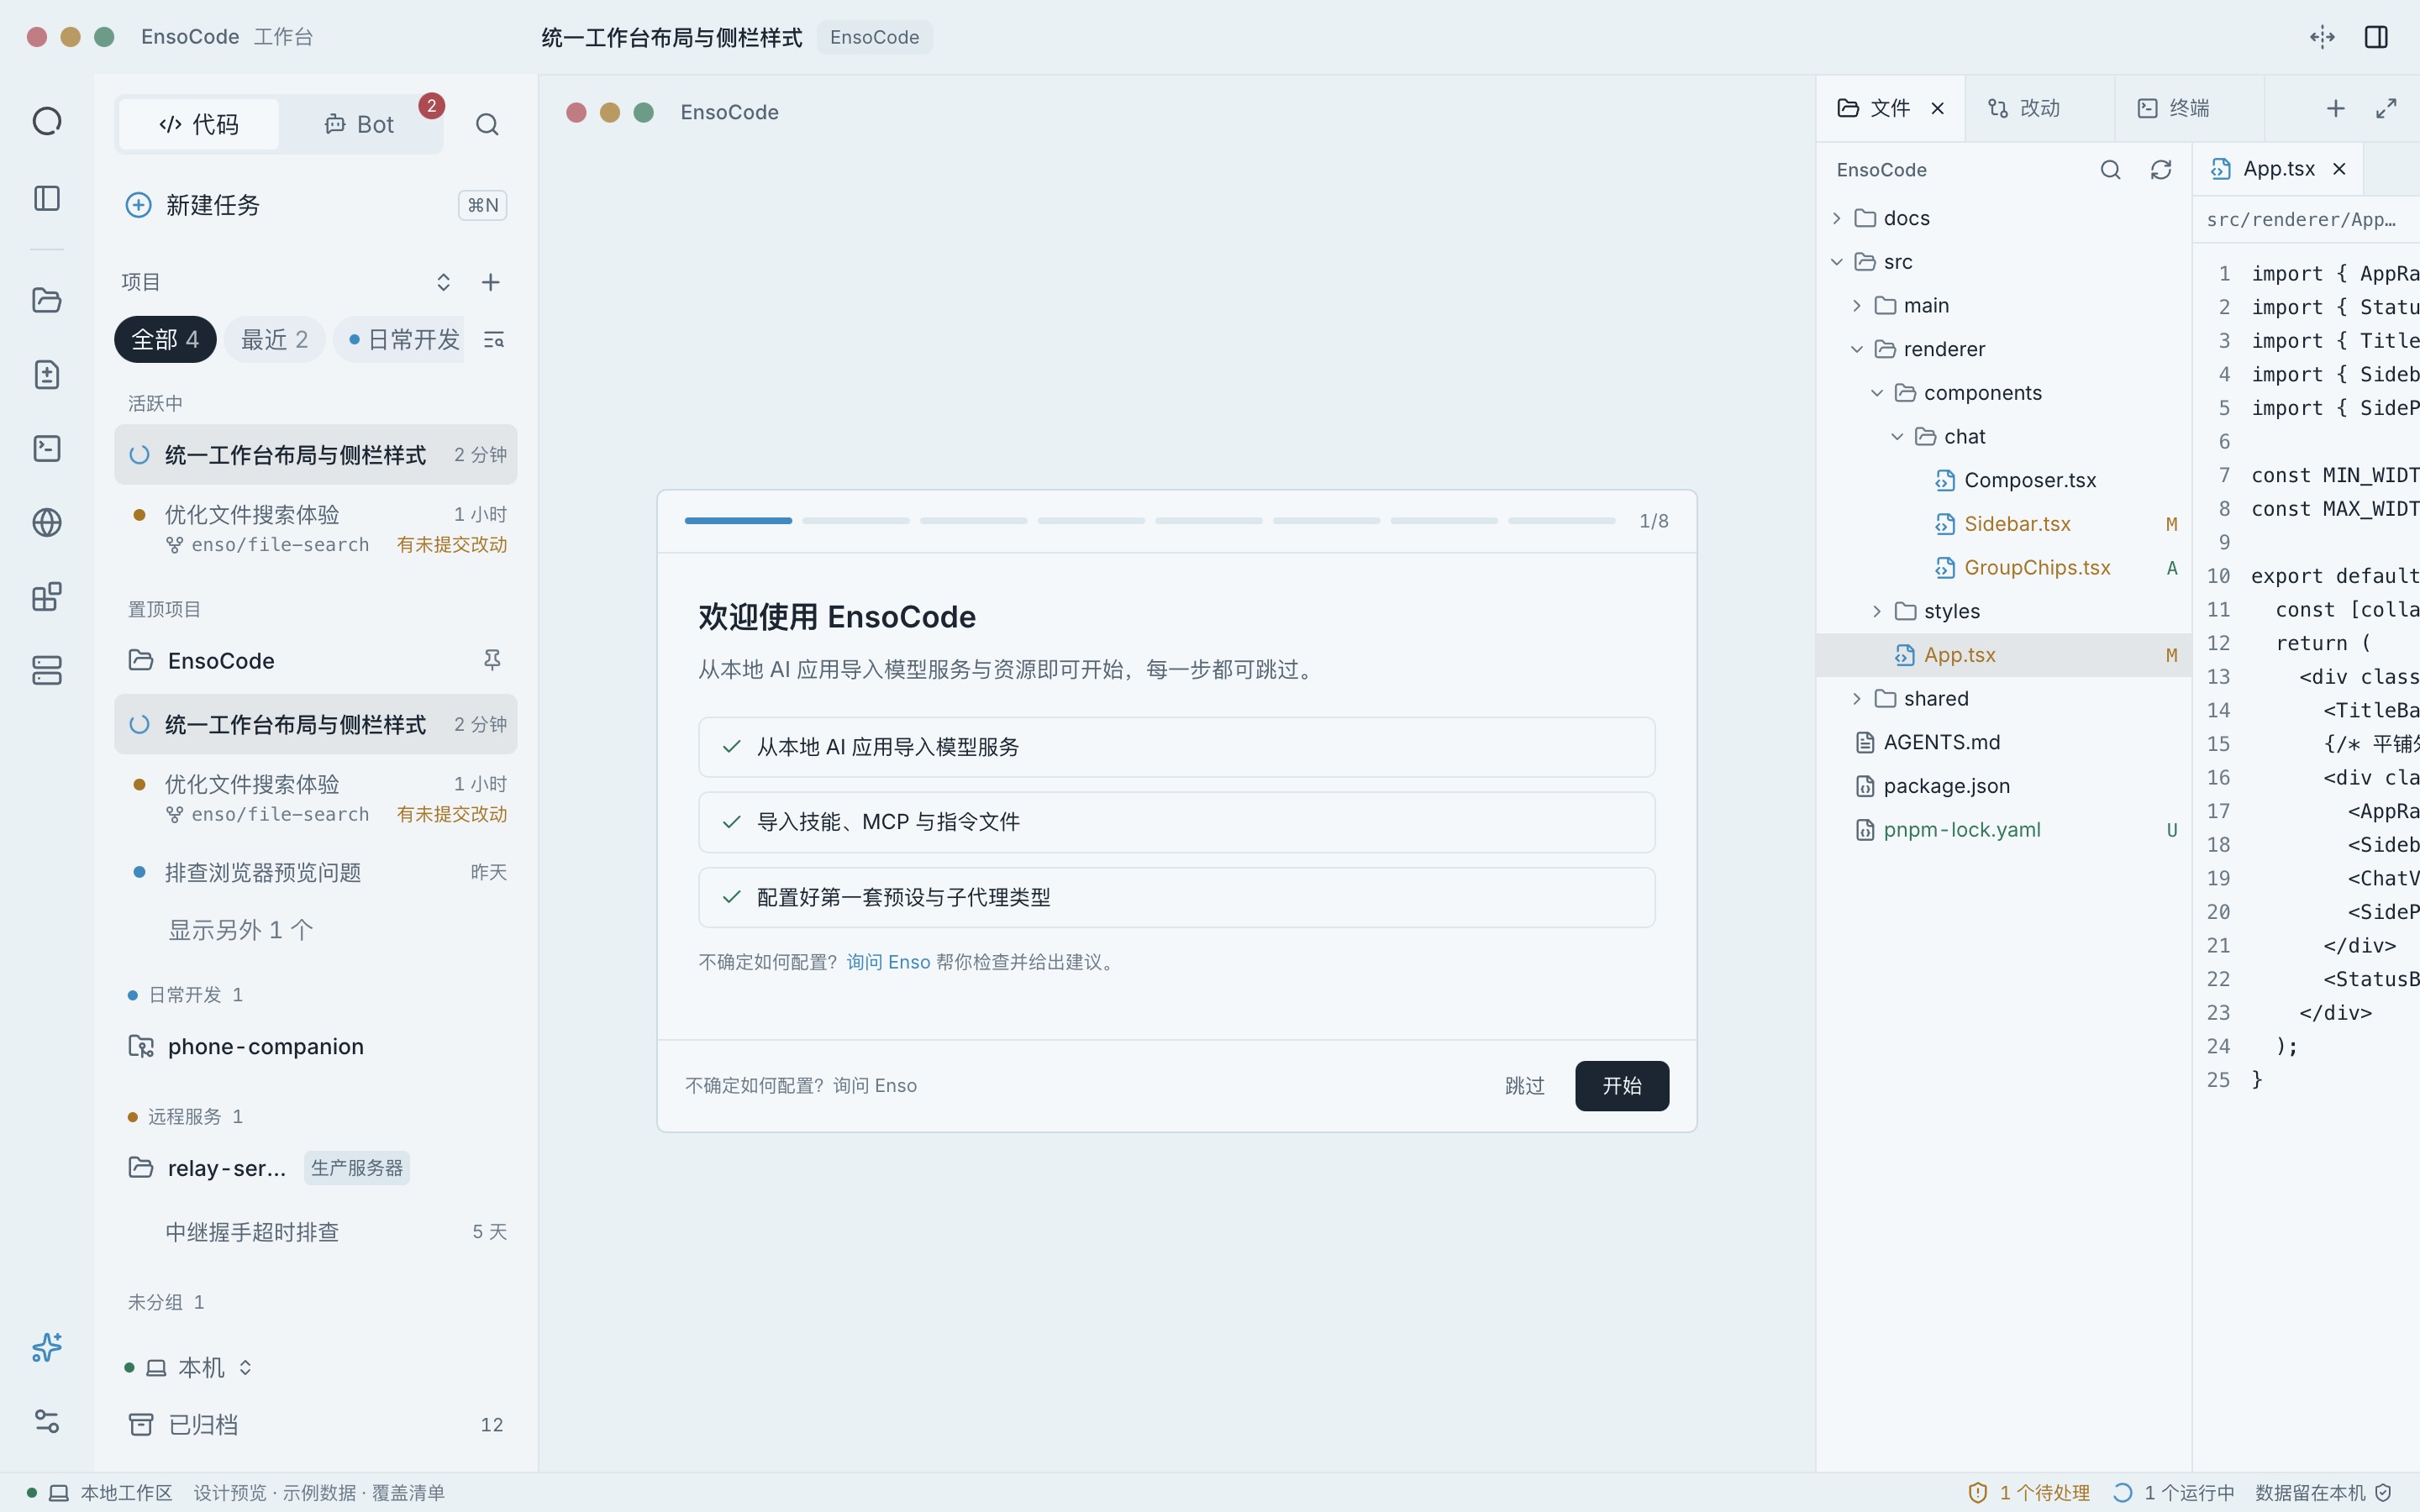 EnsoCode 工作台
统一工作台布局与侧栏样式 EnsoCode
代码
Bot
2
新建任务 ⌘N
项目
全部 4 最近 2 日常开发
活跃中
统一工作台布局与侧栏样式 2 分钟
优化文件搜索体验 1 小时
enso/file-search 有未提交改动
置顶项目
EnsoCode
统一工作台布局与侧栏样式 2 分钟
优化文件搜索体验 1 小时
enso/file-search 有未提交改动
排查浏览器预览问题 昨天
显示另外 1 个
日常开发 1
phone-companion
远程服务 1
relay-ser... 生产服务器
中继握手超时排查 5 天
未分组 1
本机
已归档 12
EnsoCode
1/8
欢迎使用 EnsoCode
从本地 AI 应用导入模型服务与资源即可开始，每一步都可跳过。
从本地 AI 应用导入模型服务
导入技能、MCP 与指令文件
配置好第一套预设与子代理类型
不确定如何配置？询问 Enso 帮你检查并给出建议。
不确定如何配置？询问 Enso 跳过 开始
文件 改动 终端
EnsoCode
docs
src
main
renderer
components
chat
Composer.tsx
Sidebar.tsx M
GroupChips.tsx A
styles
App.tsx M
shared
AGENTS.md
package.json
pnpm-lock.yaml U
App.tsx
src/renderer/App…
1 import { AppRa
2 import { Statu
3 import { Title
4 import { Sideb
5 import { SideP
6
7 const MIN_WIDT
8 const MAX_WIDT
9
10 export default
11 const [colla
12 return (
13 <div class
14 <TitleBa
15 {/* 平铺
16 <div cla
17 <AppRa
18 <Sideb
19 <ChatV
20 <SideP
21 </div>
22 <StatusB
23 </div>
24 );
25 }
本地工作区 设计预览 · 示例数据 · 覆盖清单
1 个待处理 1 个运行中 数据留在本机